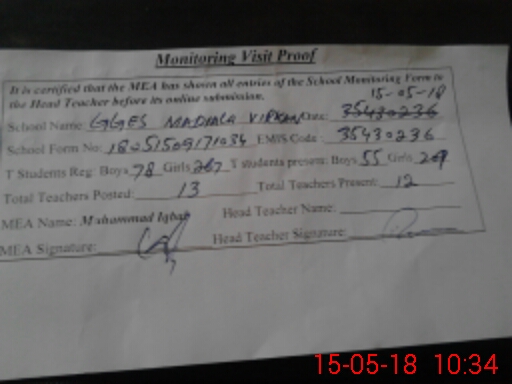 Monitoring Visit Proof
It is certified that the MEA has shown all entries of the School Monitoring Form to
the Head Teacher before its online submission. 15-05-18
School Name: GGES MADHALA VIRKAN Date: 35430236
School Form No: 18051509171034 EMIS Code: 35430236
T Students Reg: Boys 78 Girls 267 T students present: Boys 55 Girls 209
Total Teachers Posted: 13 Total Teachers Present: 12
MEA Name: Muhammad Iqbal Head Teacher Name:
MEA Signature: Head Teacher Signature:
15-05-18 10:34